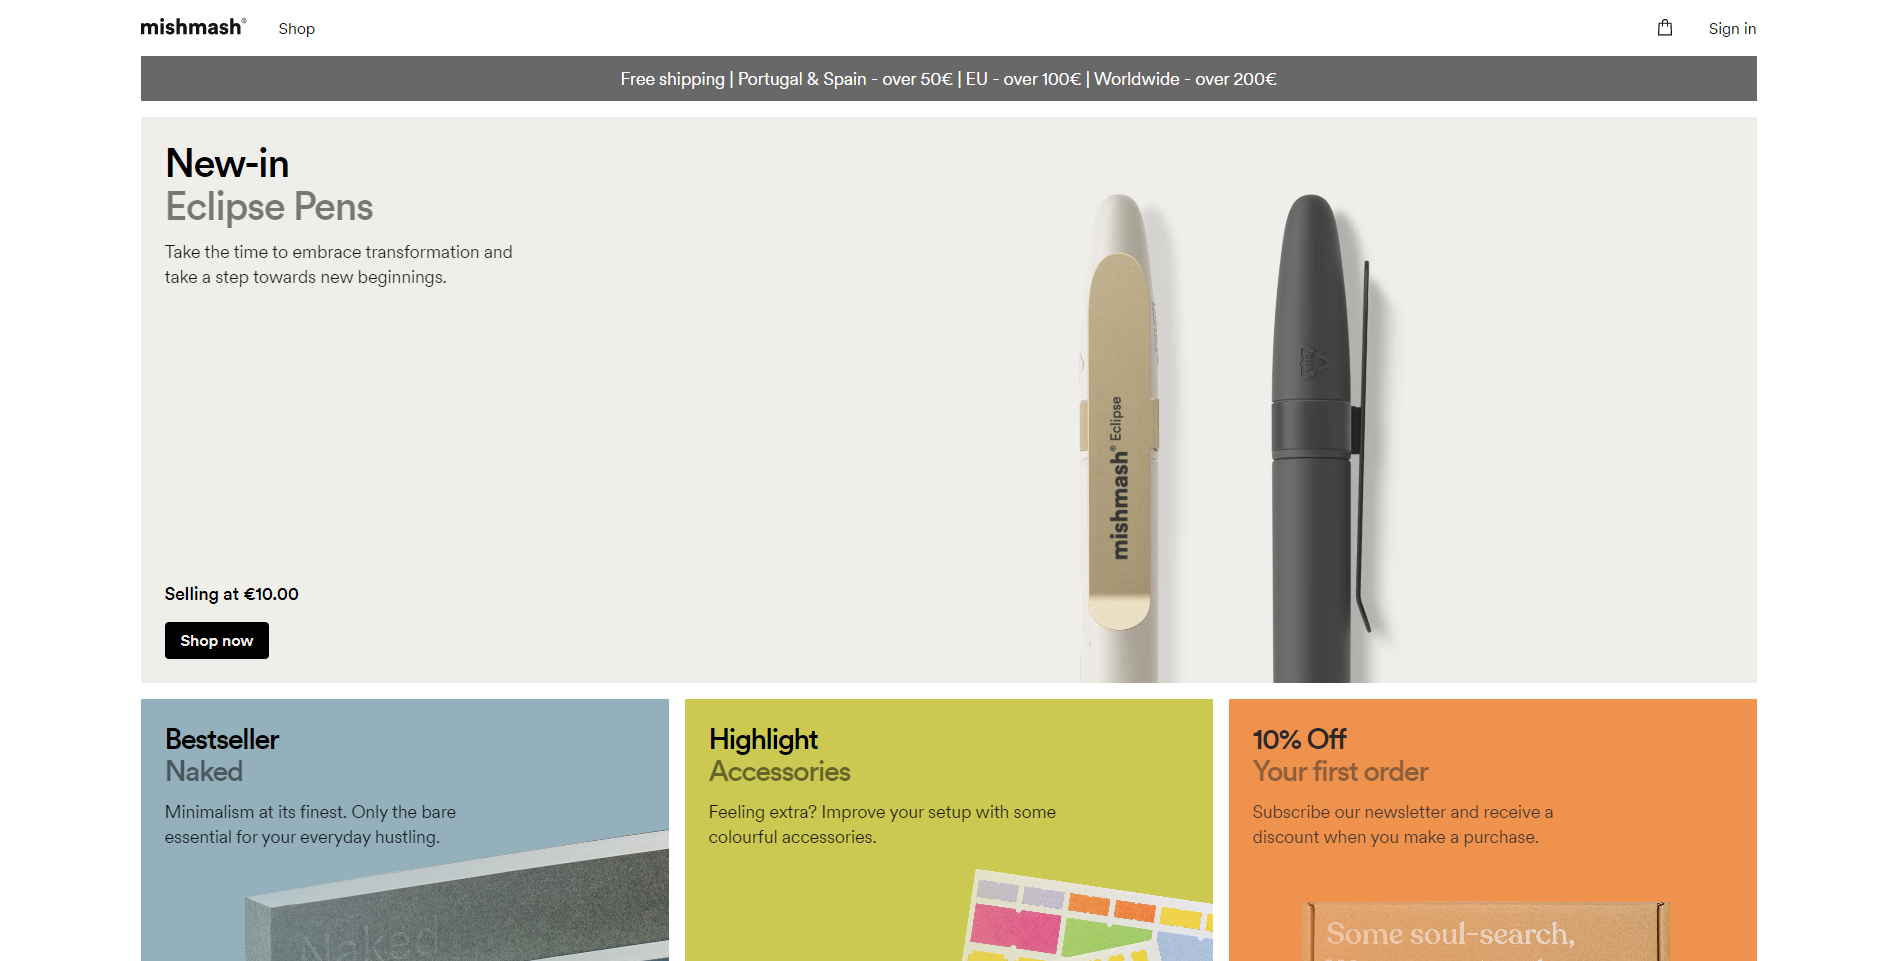 mishmash®
Shop
Sign in
Free shipping | Portugal & Spain - over 50€ | EU - over 100€ | Worldwide - over 200€
New-in
Eclipse Pens
Take the time to embrace transformation and
take a step towards new beginnings.
mishmash® Eclipse
Selling at €10.00
Shop now
Bestseller
Naked
Minimalism at its finest. Only the bare
essential for your everyday hustling.
Naked
Highlight
Accessories
Feeling extra? Improve your setup with some
colourful accessories.
10% Off
Your first order
Subscribe our newsletter and receive a
discount when you make a purchase.
Some soul-search,